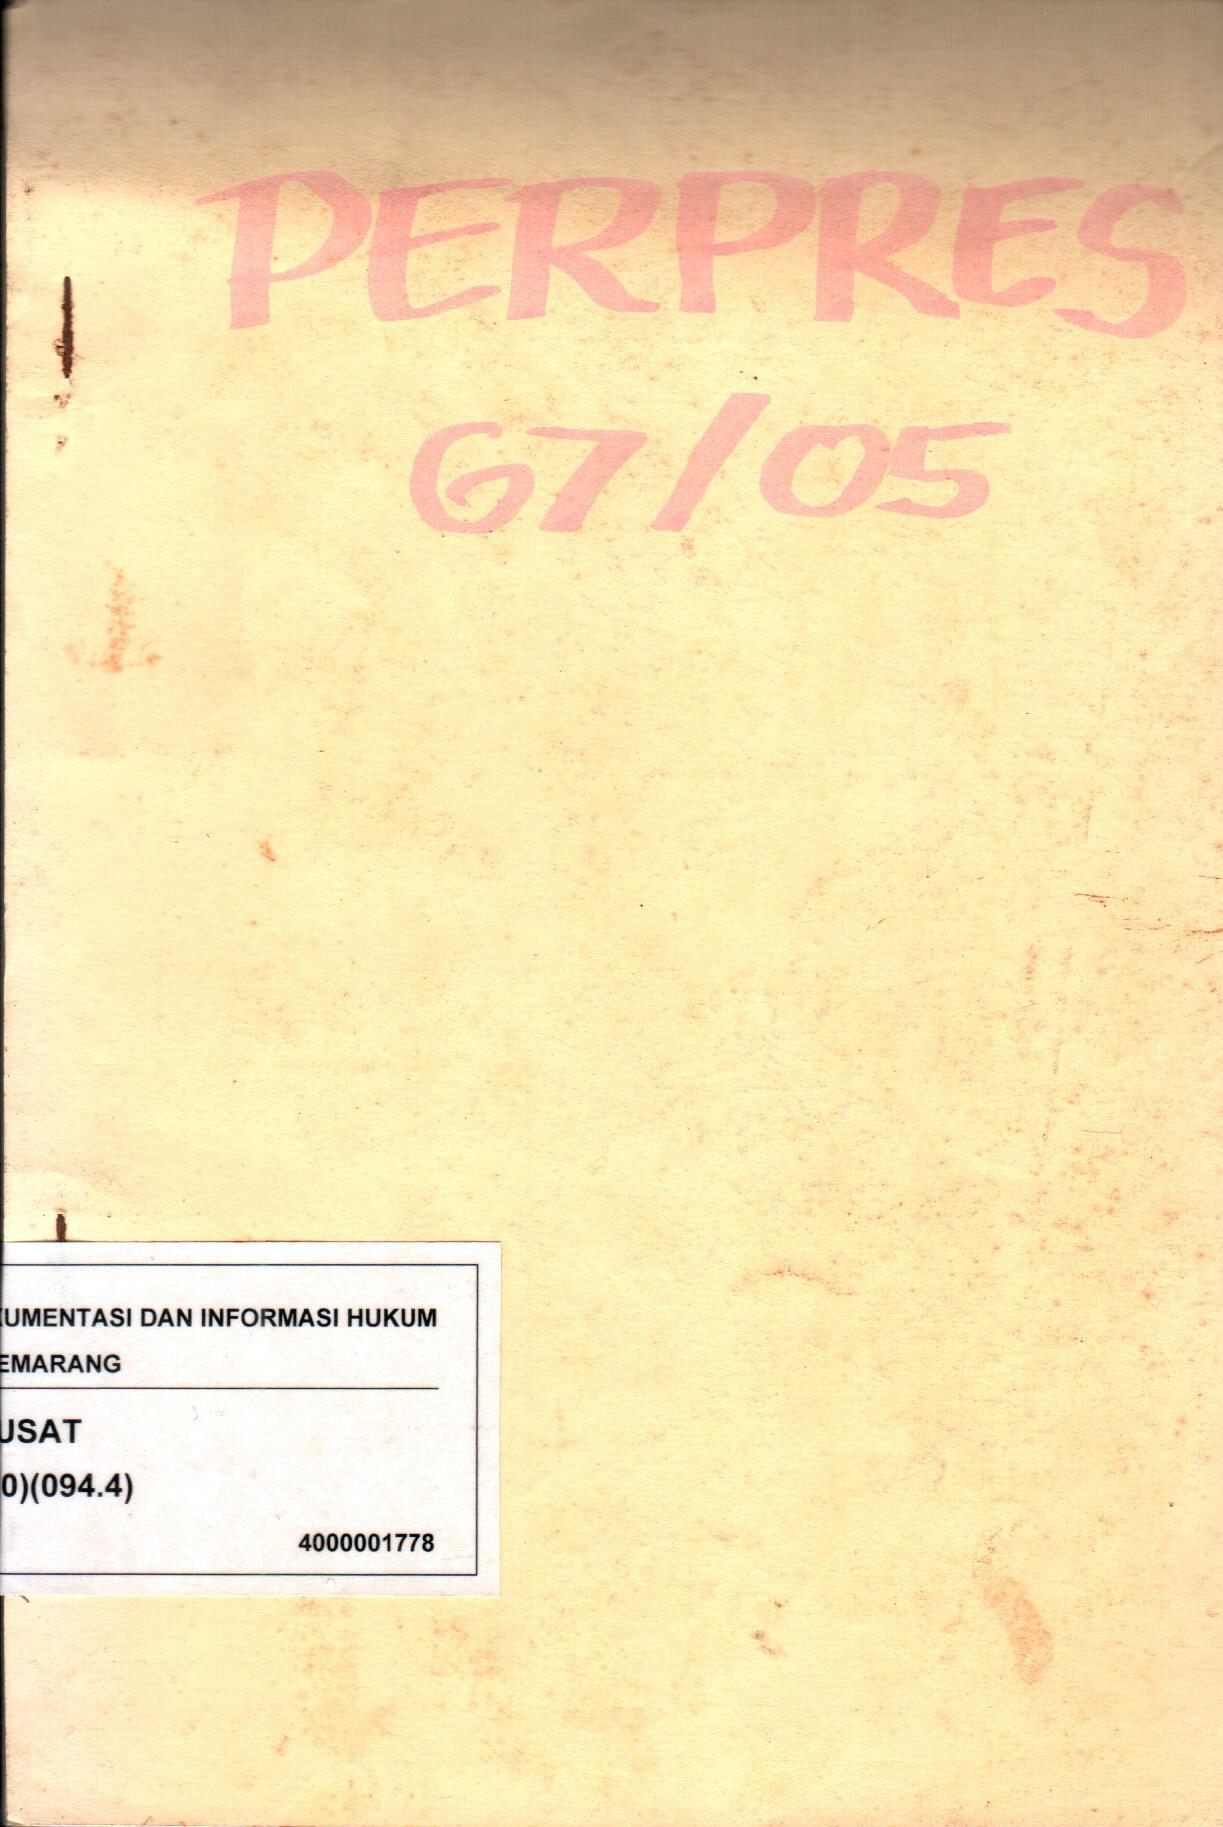 PERPRES
67/05
KUMENTASI DAN INFORMASI HUKUM
EMARANG
USAT
0)(094.4)
4000001778